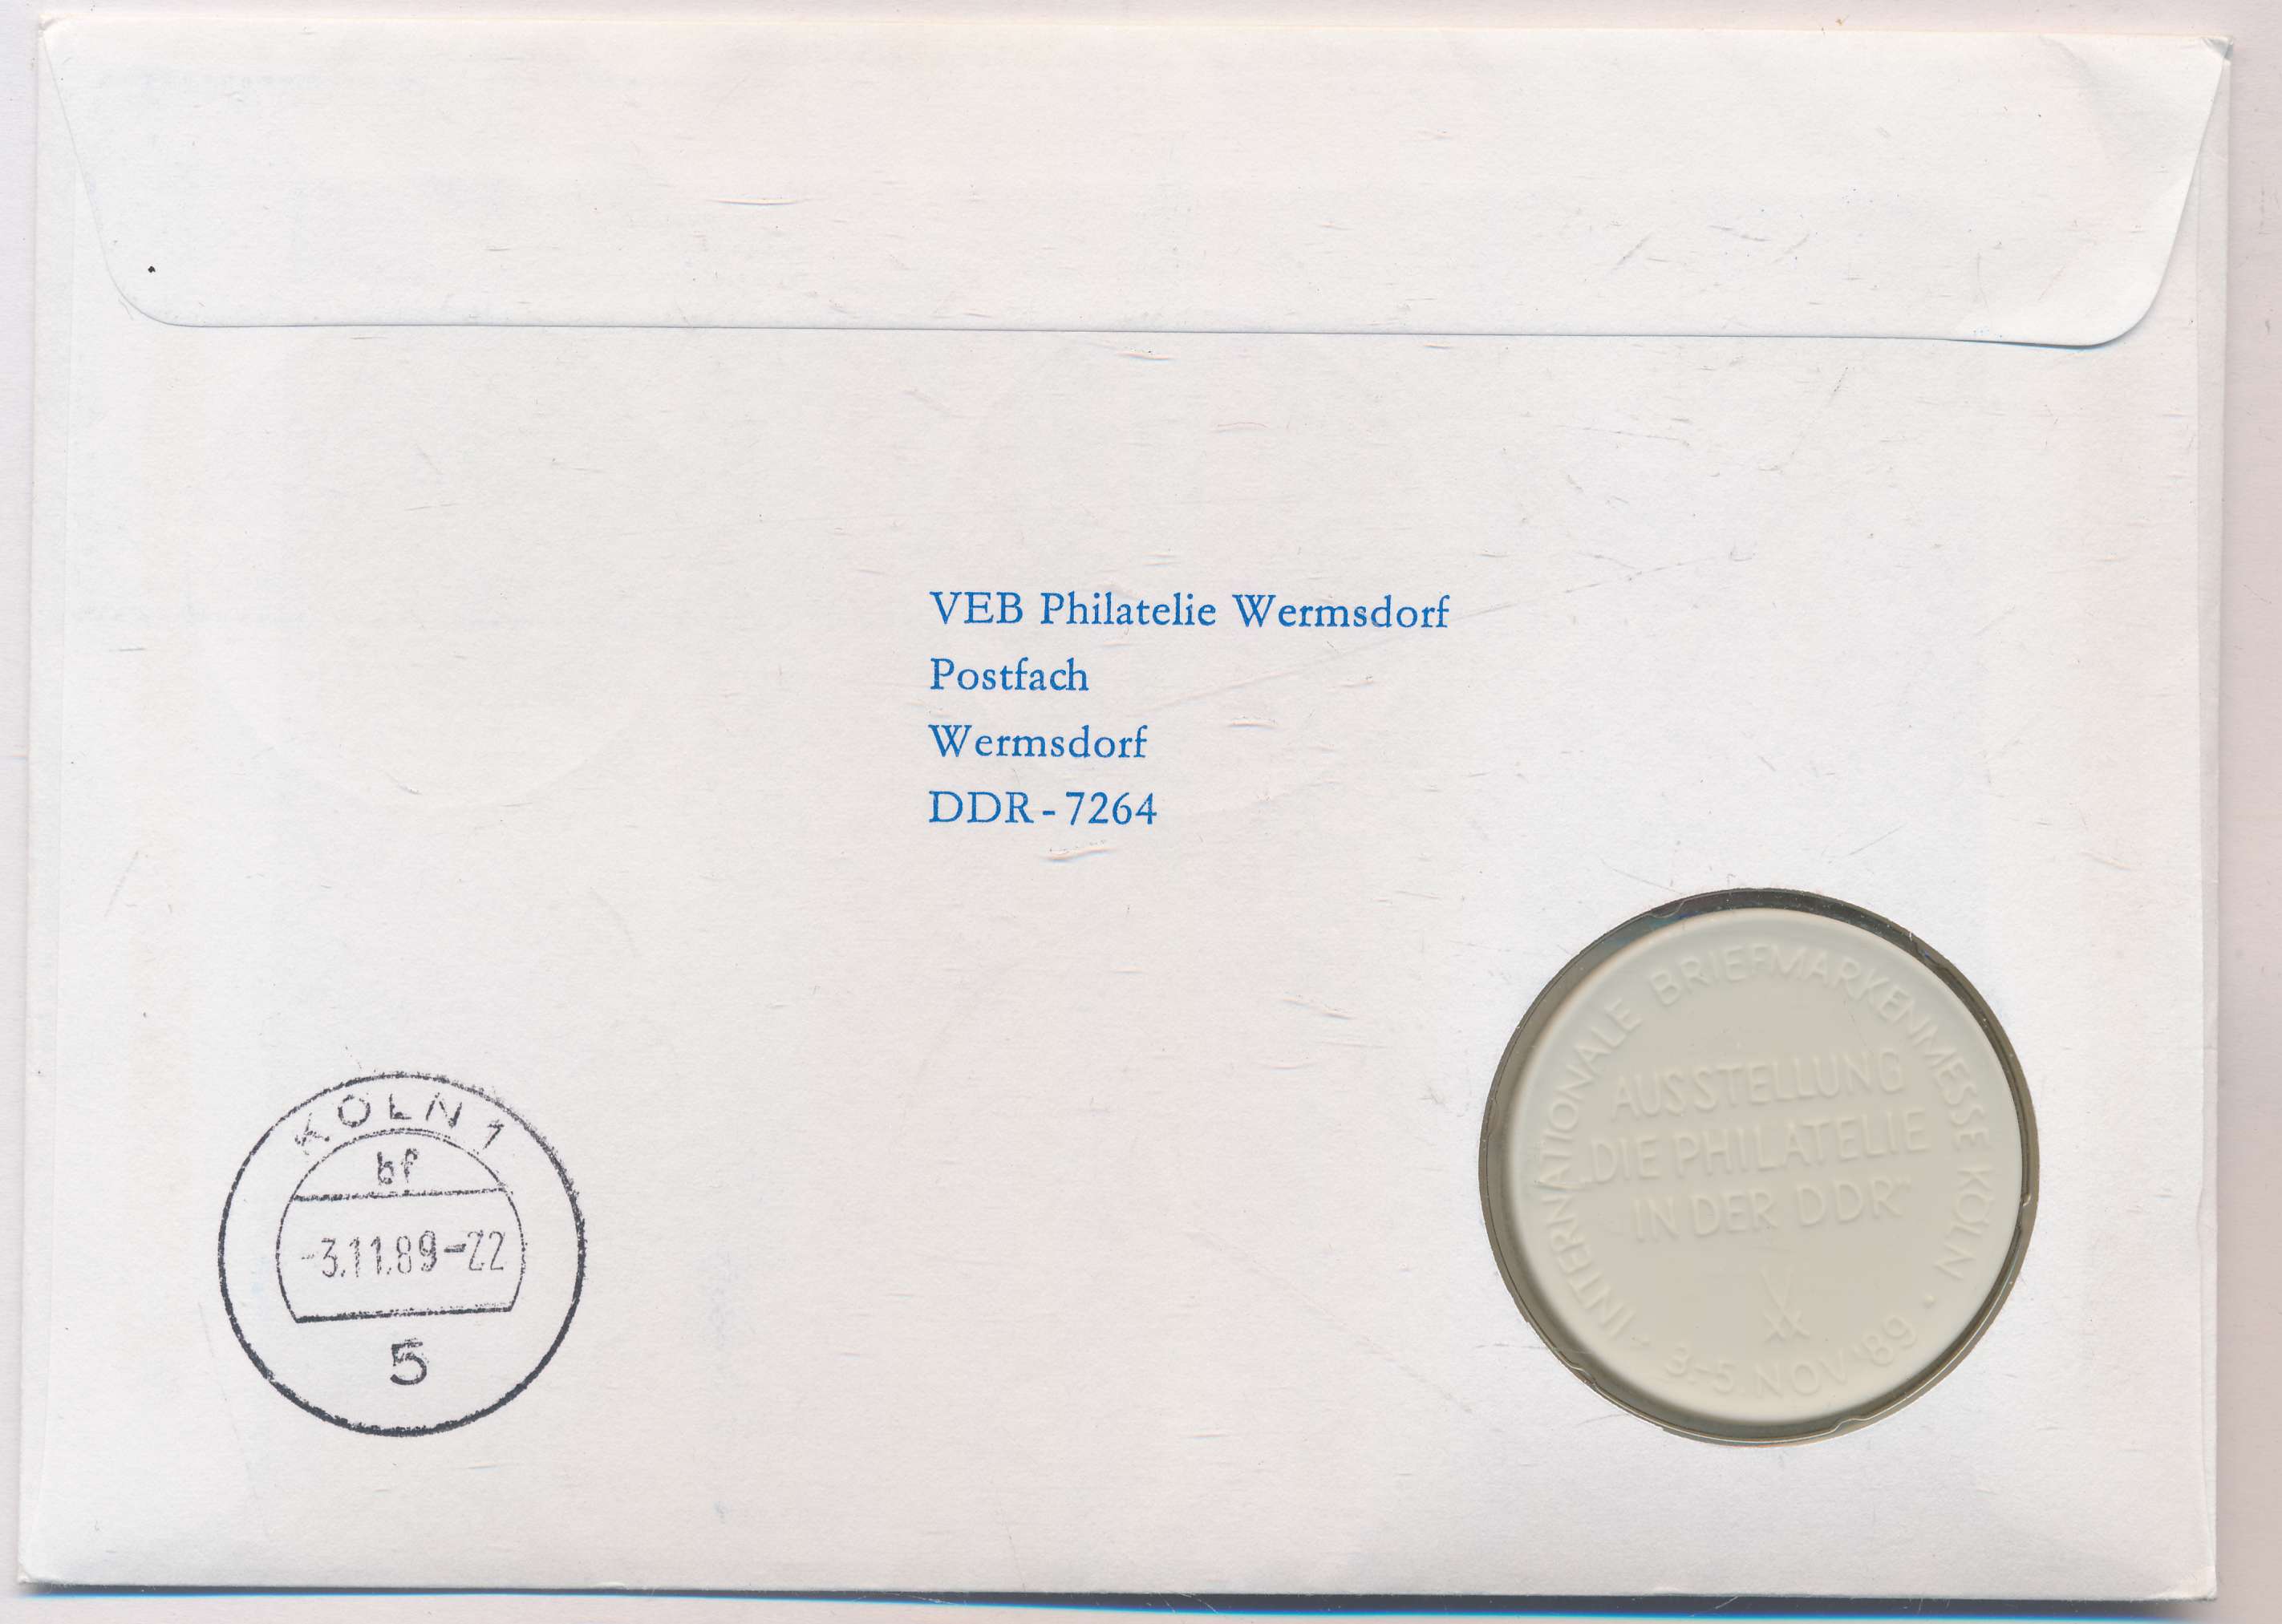 VEB Philatelie Wermsdorf
Postfach
Wermsdorf
DDR - 7264
KÖLN 1
bf
-3.11.89-22
5
INTERNATIONALE BRIEFMARKENMESSE KÖLN
AUSSTELLUNG
„DIE PHILATELIE
IN DER DDR”
· 3.-5. NOV. '89 ·